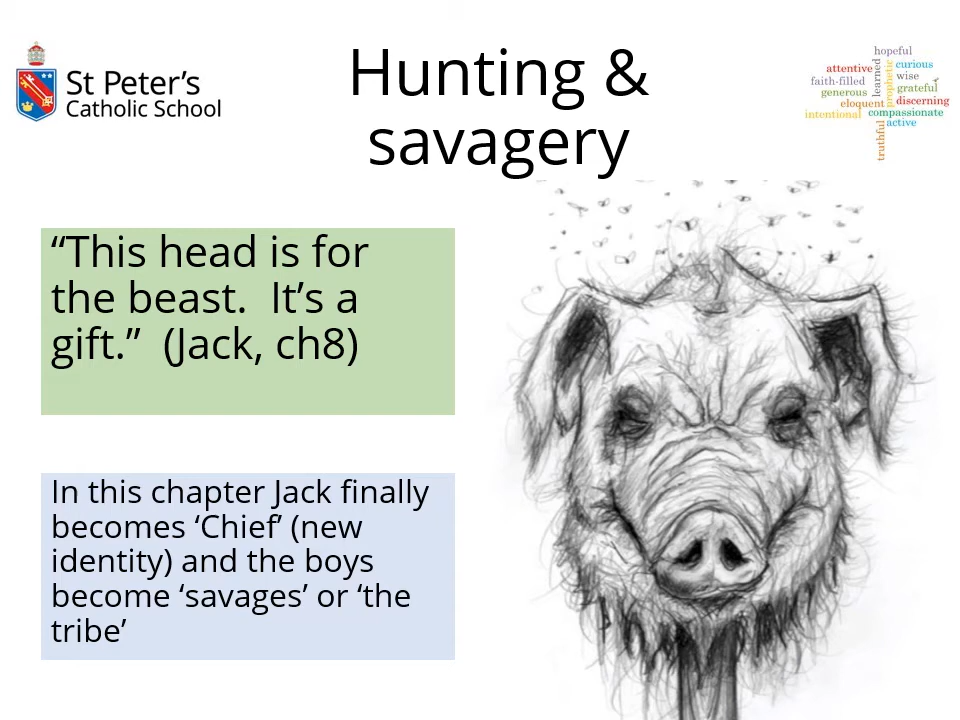 St Peter's
Catholic School
Hunting &
savagery
hopeful
attentive
curious
faith-filled
learned
prophetic
wise
generous
grateful
eloquent
discerning
intentional
compassionate
truthful
active
“This head is for
the beast.  It’s a
gift.”  (Jack, ch8)
In this chapter Jack finally
becomes ‘Chief’ (new
identity) and the boys
become ‘savages’ or ‘the
tribe’